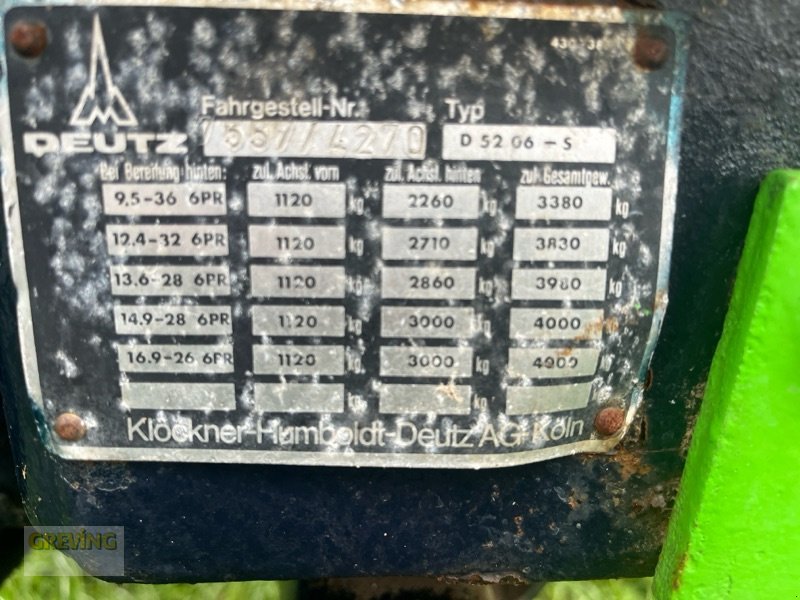 Fahrgestell-Nr. Typ
DEUTZ D 52 06 - S
Bei Bereifung hinten: zul. Achsl. vorn zul. Achsl. hinten zul. Gesamtgew.
9.5-36 6PR 1120 kg 2260 kg 3380 kg
12.4-32 6PR 1120 kg 2710 kg 3830 kg
13.6-28 6PR 1120 kg 2860 kg 3980 kg
14.9-28 6PR 1120 kg 3000 kg 4000 kg
16.9-26 6PR 1120 kg 3000 kg 4000 kg
kg kg kg
Klöckner-Humboldt-Deutz AG Köln
GREVING